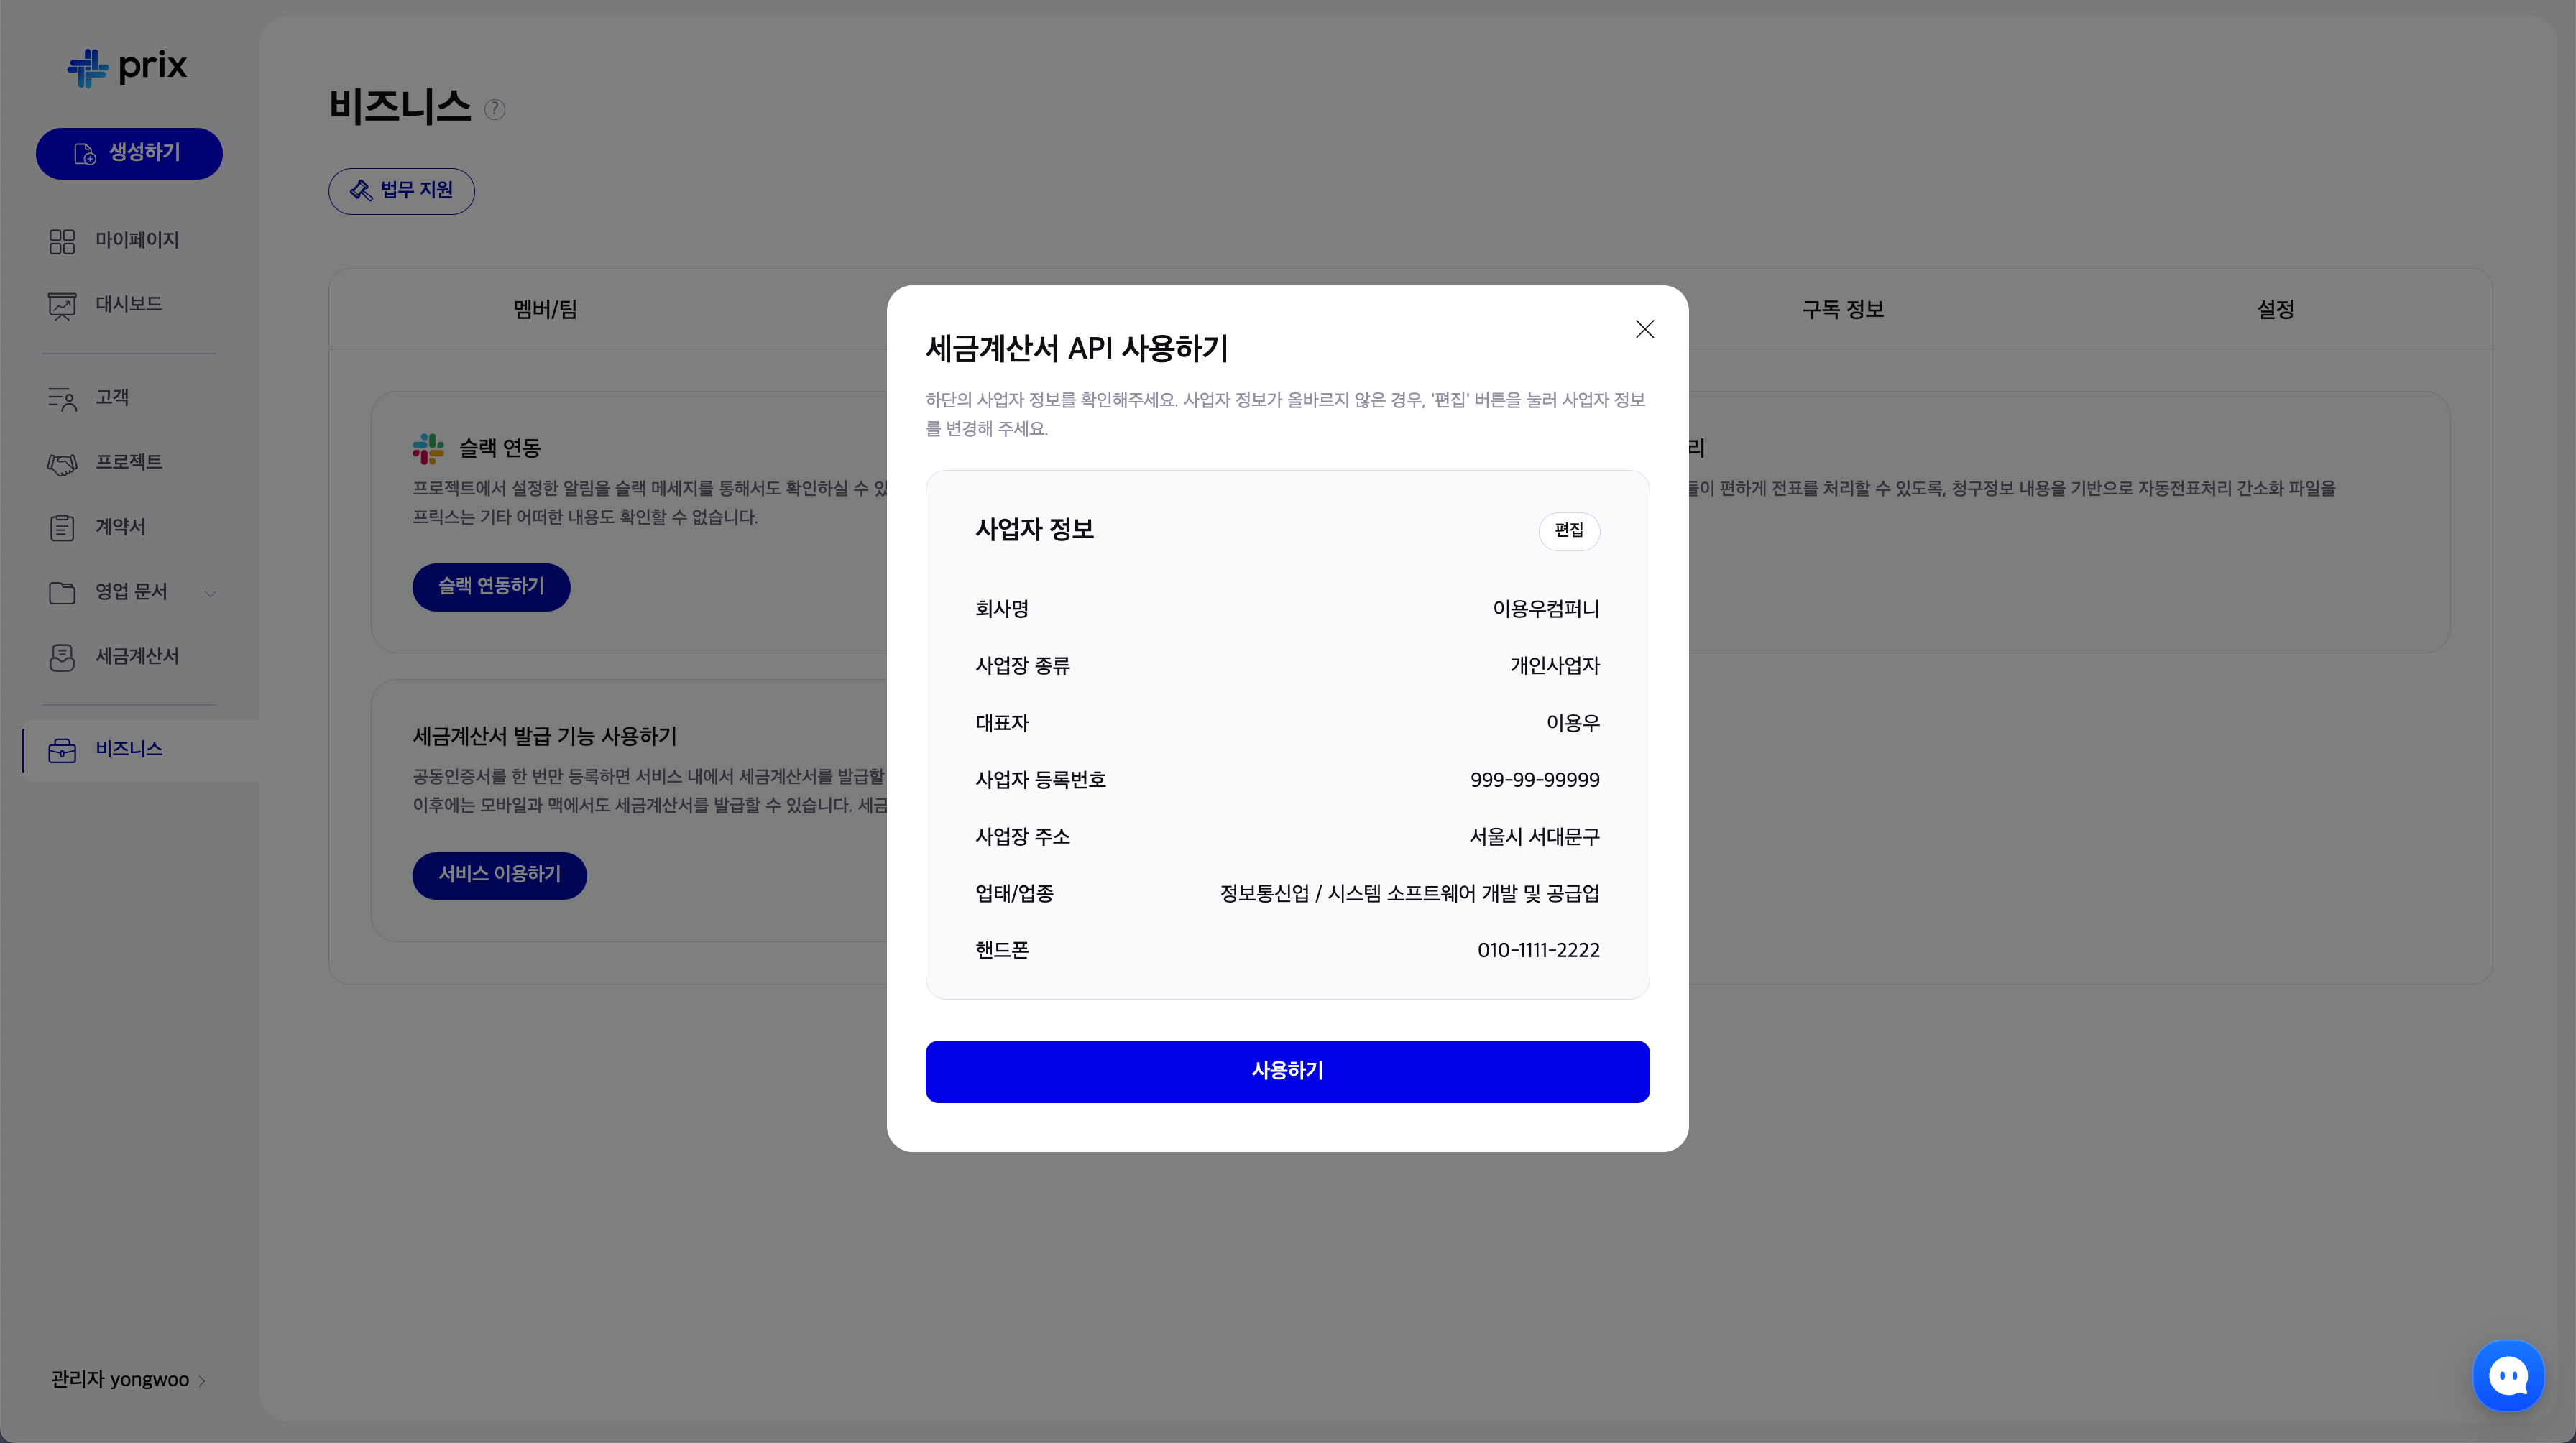 prix
생성하기
마이페이지
대시보드
고객
프로젝트
계약서
영업 문서
세금계산서
비즈니스
관리자 yongwoo
비즈니스 ?
법무 지원
멤버/팀
구독 정보
설정
슬랙 연동
프로젝트에서 설정한 알림을 슬랙 메세지를 통해서도 확인하실 수 있
프릭스는 기타 어떠한 내용도 확인할 수 없습니다.
슬랙 연동하기
리
들이 편하게 전표를 처리할 수 있도록, 청구정보 내용을 기반으로 자동전표처리 간소화 파일을
세금계산서 발급 기능 사용하기
공동인증서를 한 번만 등록하면 서비스 내에서 세금계산서를 발급할
이후에는 모바일과 맥에서도 세금계산서를 발급할 수 있습니다. 세금
서비스 이용하기
세금계산서 API 사용하기
하단의 사업자 정보를 확인해주세요. 사업자 정보가 올바르지 않은 경우, '편집' 버튼을 눌러 사업자 정보
를 변경해 주세요.
사업자 정보
편집
회사명 이용우컴퍼니
사업장 종류 개인사업자
대표자 이용우
사업자 등록번호 999-99-99999
사업장 주소 서울시 서대문구
업태/업종 정보통신업 / 시스템 소프트웨어 개발 및 공급업
핸드폰 010-1111-2222
사용하기